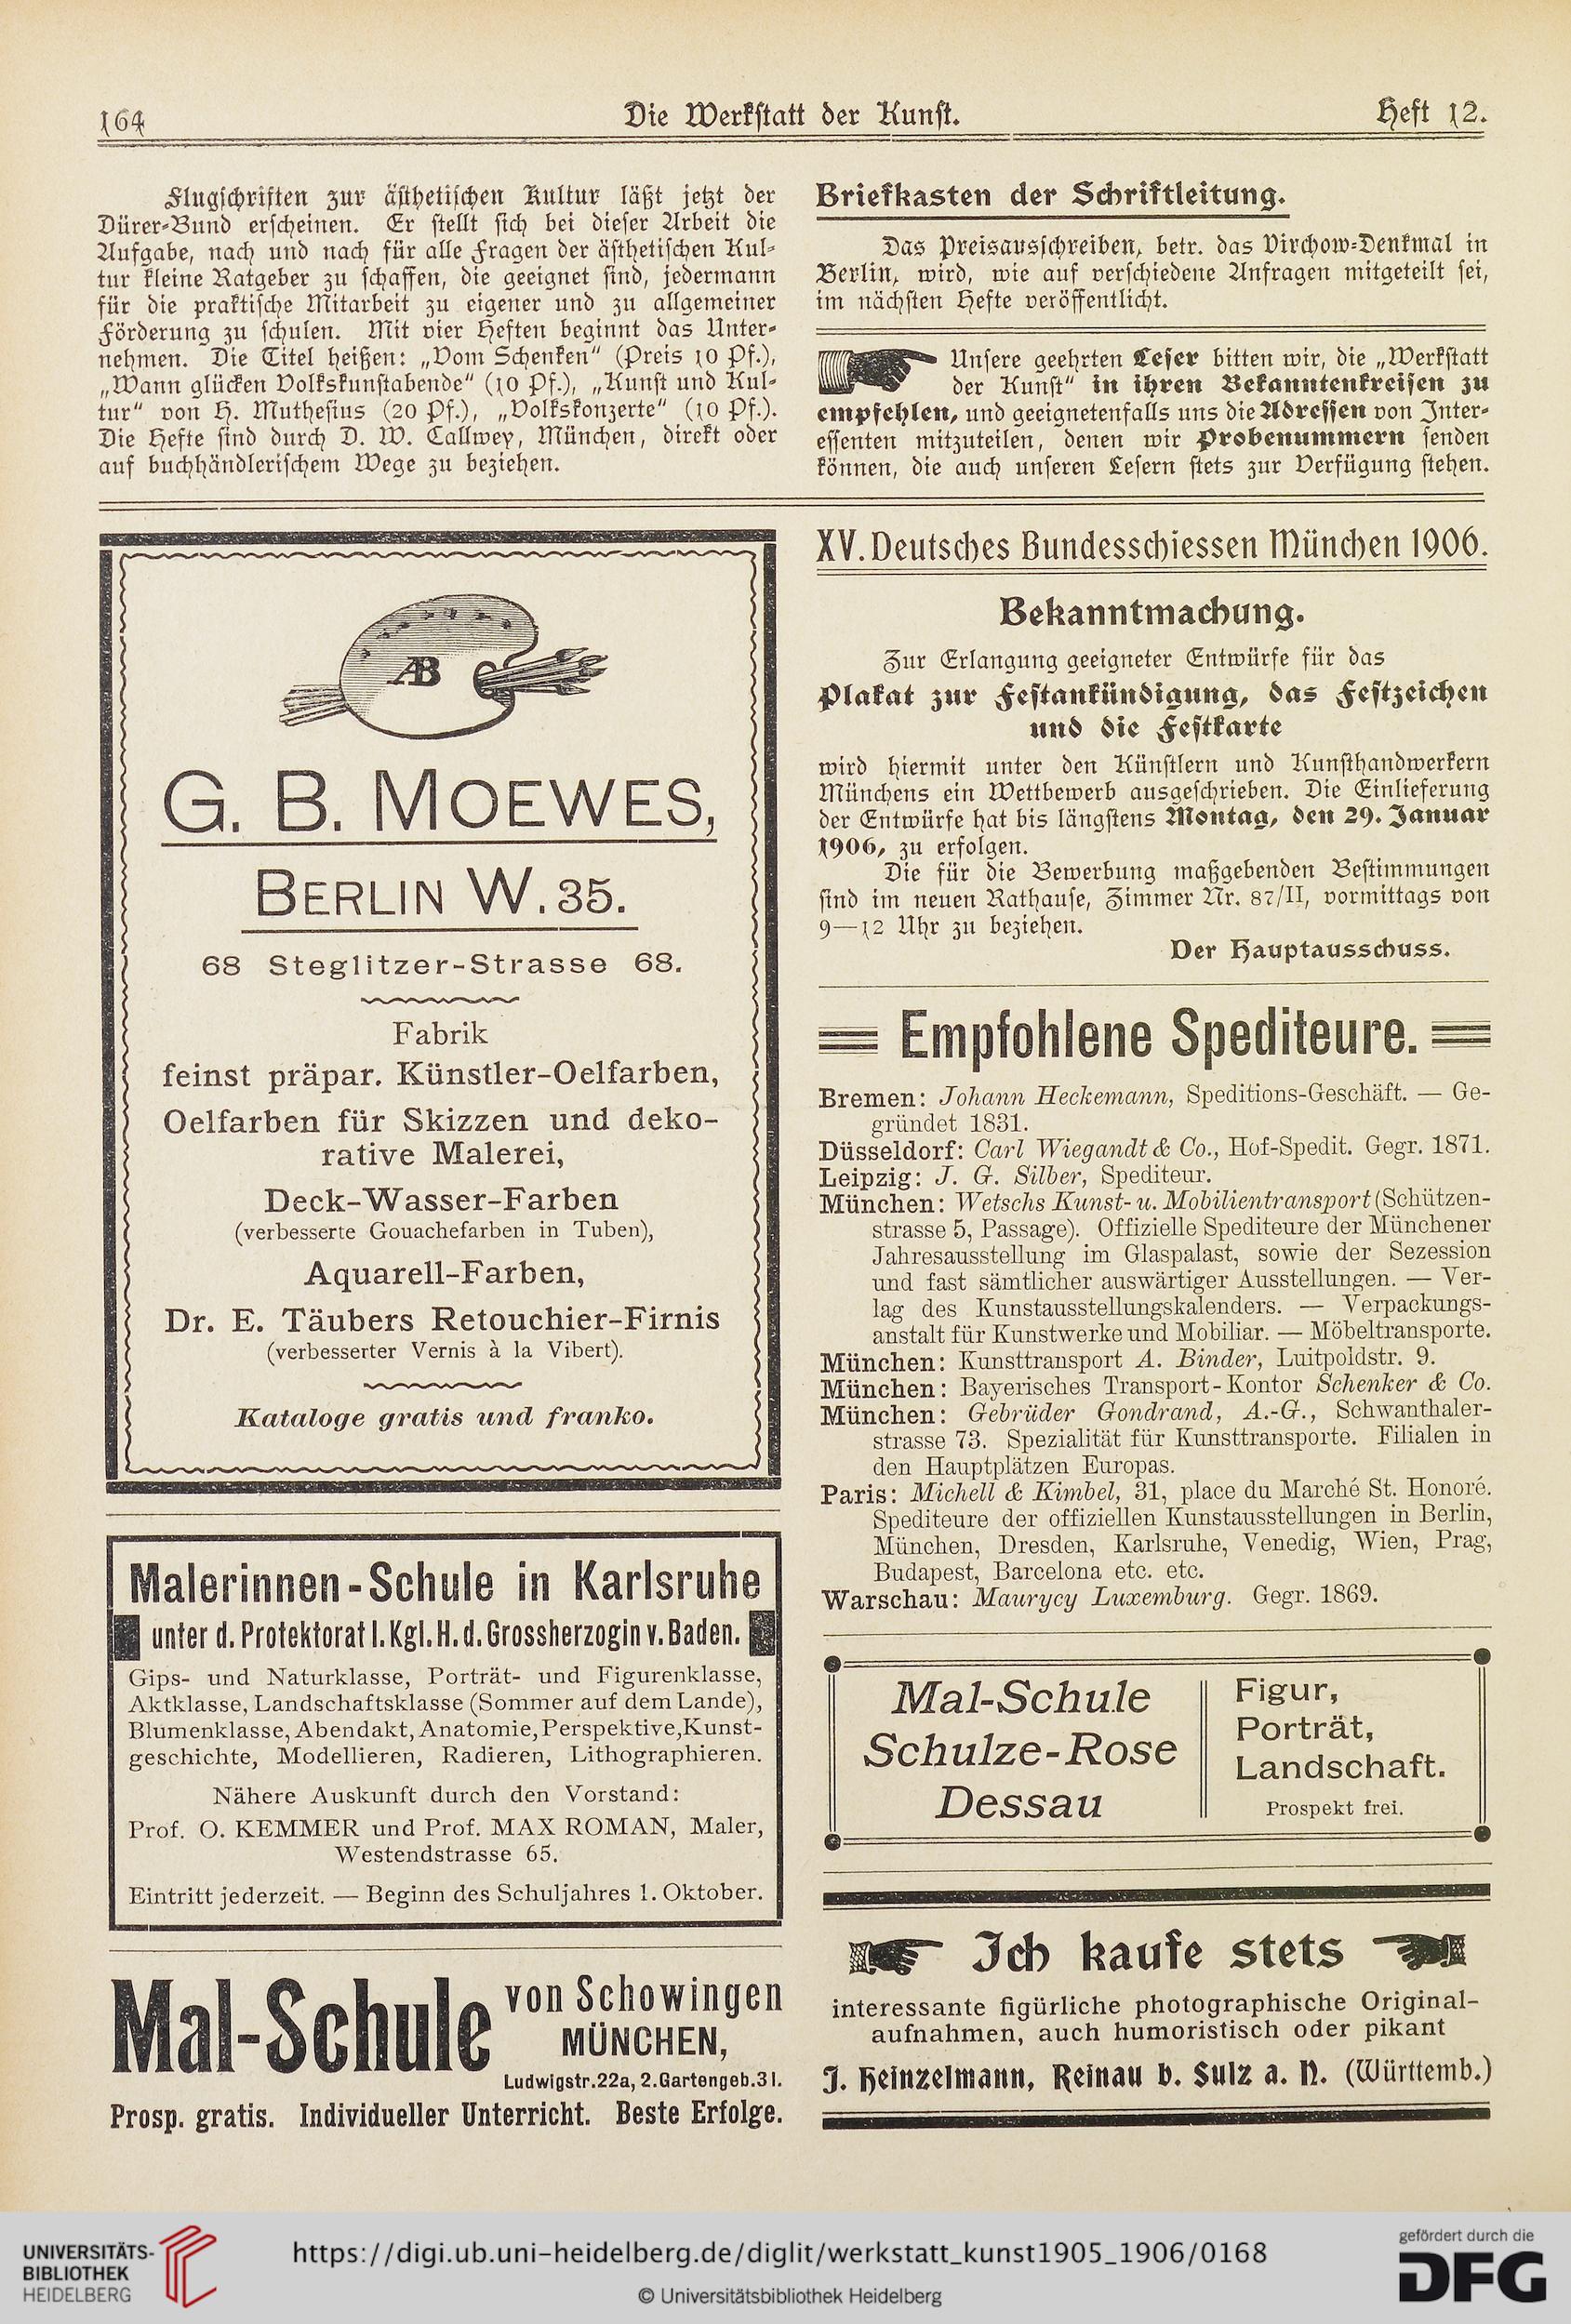 164
Die Werkstatt der Kunst.
Heft 12.
Flugschriften zur ästhetischen Kultur läßt jetzt der
Dürer-Bund erscheinen. Er stellt sich bei dieser Arbeit die
Aufgabe, nach und nach für alle Fragen der ästhetischen Kul-
tur kleine Ratgeber zu schaffen, die geeignet sind, jedermann
für die praktische Mitarbeit zu eigener und zu allgemeiner
Förderung zu schulen. Mit vier Heften beginnt das Unter-
nehmen. Die Titel heißen: „Vom Schenken“ (Preis 10 Pf.),
„Wann glücken Volkskunstabende“ (10 Pf.), „Kunst und Kul-
tur“ von H. Muthesius (20 Pf.), „Volkskonzerte“ (10 Pf.).
Die Hefte sind durch D. W. Callwey, München, direkt oder
auf buchhändlerischem Wege zu beziehen.
Briefkasten der Schriftleitung.
Das Preisausschreiben, betr. das Virchow-Denkmal in
Berlin, wird, wie auf verschiedene Anfragen mitgeteilt sei,
im nächsten Hefte veröffentlicht.
Unsere geehrten Leser bitten wir, die „Werkstatt
der Kunst“ in ihren Bekanntenkreisen zu
empfehlen, und geeignetenfalls uns die Adressen von Inter-
essenten mitzuteilen, denen wir Probenummern senden
können, die auch unseren Lesern stets zur Verfügung stehen.
AB
G. B. MOEWES,
BERLIN W. 35.
68 Steglitzer-Strasse 68.
Fabrik
feinst präpar. Künstler-Oelfarben,
Oelfarben für Skizzen und deko-
rative Malerei,
Deck-Wasser-Farben
(verbesserte Gouachefarben in Tuben),
Aquarell-Farben,
Dr. E. Täubers Retouchier-Firnis
(verbesserter Vernis à la Vibert).
Kataloge gratis und franko.
Malerinnen-Schule in Karlsruhe
unter d. Protektorat I. Kgl. H. d. Grossherzogin v. Baden.
Gips- und Naturklasse, Porträt- und Figurenklasse,
Aktklasse, Landschaftsklasse (Sommer auf dem Lande),
Blumenklasse, Abendakt, Anatomie, Perspektive, Kunst-
geschichte, Modellieren, Radieren, Lithographieren.
Nähere Auskunft durch den Vorstand:
Prof. O. KEMMER und Prof. MAX ROMAN, Maler,
Westendstrasse 65.
Eintritt jederzeit. — Beginn des Schuljahres 1. Oktober.
Mal-Schule
von Schowingen
MÜNCHEN,
Ludwigstr.22a, 2.Gartengeb.3 I.
Prosp. gratis. Individueller Unterricht. Beste Erfolge.
XV. Deutsches Bundesschiessen München 1906.
Bekanntmachung.
Zur Erlangung geeigneter Entwürfe für das
Plakat zur Festankündigung, das Festzeichen
und die Festkarte
wird hiermit unter den Künstlern und Kunsthandwerkern
Münchens ein Wettbewerb ausgeschrieben. Die Einlieferung
der Entwürfe hat bis längstens Montag, den 29. Januar
1906, zu erfolgen.
Die für die Bewerbung maßgebenden Bestimmungen
sind im neuen Rathause, Zimmer Nr. 87/II, vormittags von
9—12 Uhr zu beziehen.
Der Hauptausschuss.
Empfohlene Spediteure.
Bremen: Johann Heckemann, Speditions-Geschäft. — Ge-
gründet 1831.
Düsseldorf: Carl Wiegandt & Co., Hof-Spedit. Gegr. 1871.
Leipzig: J. G. Silber, Spediteur.
München: Wetschs Kunst- u. Mobilientransport (Schützen-
strasse 5, Passage). Offizielle Spediteure der Münchener
Jahresausstellung im Glaspalast, sowie der Sezession
und fast sämtlicher auswärtiger Ausstellungen. — Ver-
lag des Kunstausstellungskalenders. — Verpackungs-
anstalt für Kunstwerke und Mobiliar. — Möbeltransporte.
München: Kunsttransport A. Binder, Luitpoldstr. 9.
München: Bayerisches Transport-Kontor Schenker & Co.
München: Gebrüder Gondrand, A.-G., Schwanthaler-
strasse 73. Spezialität für Kunsttransporte. Filialen in
den Hauptplätzen Europas.
Paris: Michell & Kimbel, 31, place du Marché St. Honoré.
Spediteure der offiziellen Kunstausstellungen in Berlin,
München, Dresden, Karlsruhe, Venedig, Wien, Prag,
Budapest, Barcelona etc. etc.
Warschau: Maurycy Luxemburg. Gegr. 1869.
Mal-Schule
Schulze-Rose
Dessau
Figur,
Porträt,
Landschaft.
Prospekt frei.
Ich kaufe stets
interessante figürliche photographische Original-
aufnahmen, auch humoristisch oder pikant
J. Heinzelmann, Reinau b. Sulz a. N. (Württemb.)
UNIVERSITÄTS-
BIBLIOTHEK
HEIDELBERG
https://digi.ub.uni-heidelberg.de/diglit/werkstatt_kunst1905_1906/0168
© Universitätsbibliothek Heidelberg
gefördert durch die
DFG